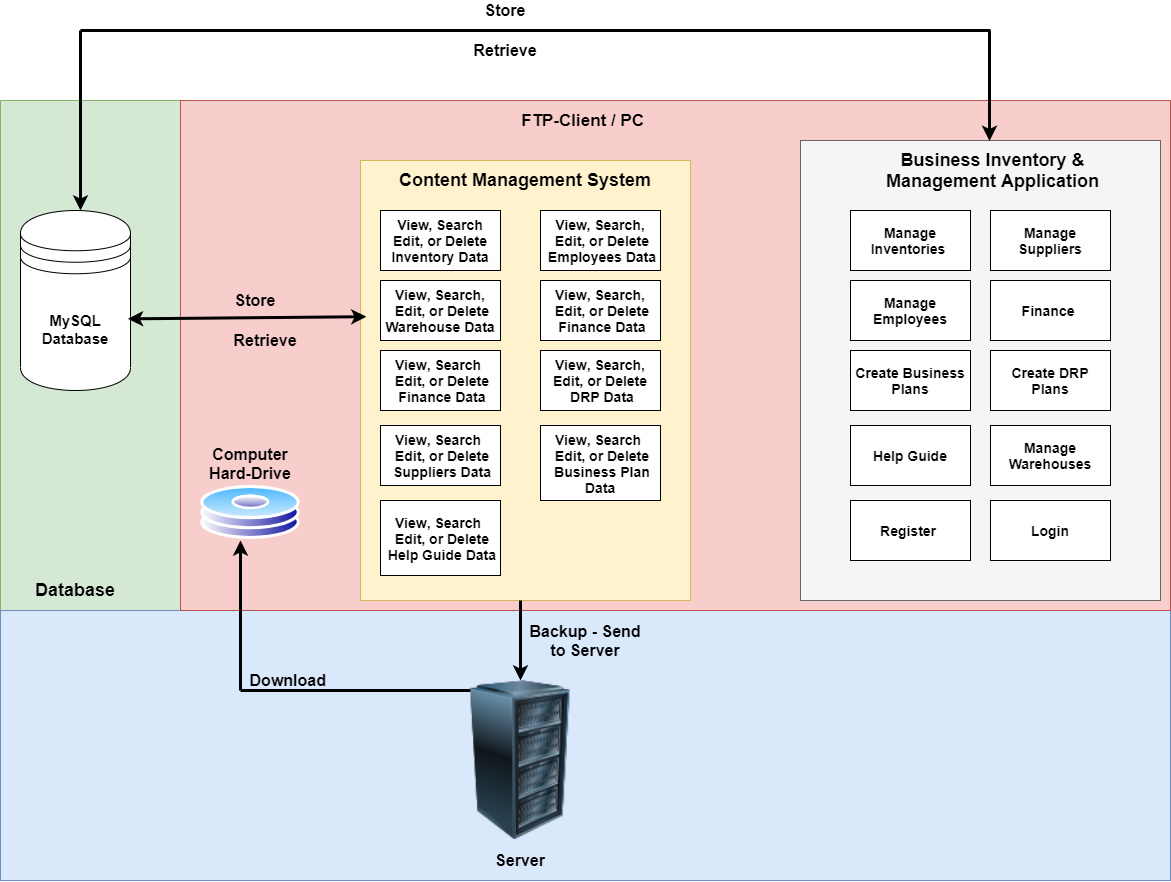 Store
Retrieve
FTP-Client / PC
Content Management System
View, Search
Edit, or Delete
Inventory Data
View, Search,
Edit, or Delete
Employees Data
View, Search,
Edit, or Delete
Warehouse Data
View, Search,
Edit, or Delete
Finance Data
View, Search
Edit, or Delete
Finance Data
View, Search,
Edit, or Delete
DRP Data
View, Search
Edit, or Delete
Suppliers Data
View, Search
Edit, or Delete
Business Plan
Data
View, Search
Edit, or Delete
Help Guide Data
Business Inventory &
Management Application
Manage
Inventories
Manage
Suppliers
Manage
Employees
Finance
Create Business
Plans
Create DRP
Plans
Help Guide
Manage
Warehouses
Register
Login
MySQL
Database
Store
Retrieve
Computer
Hard-Drive
Database
Backup - Send
to Server
Download
Server